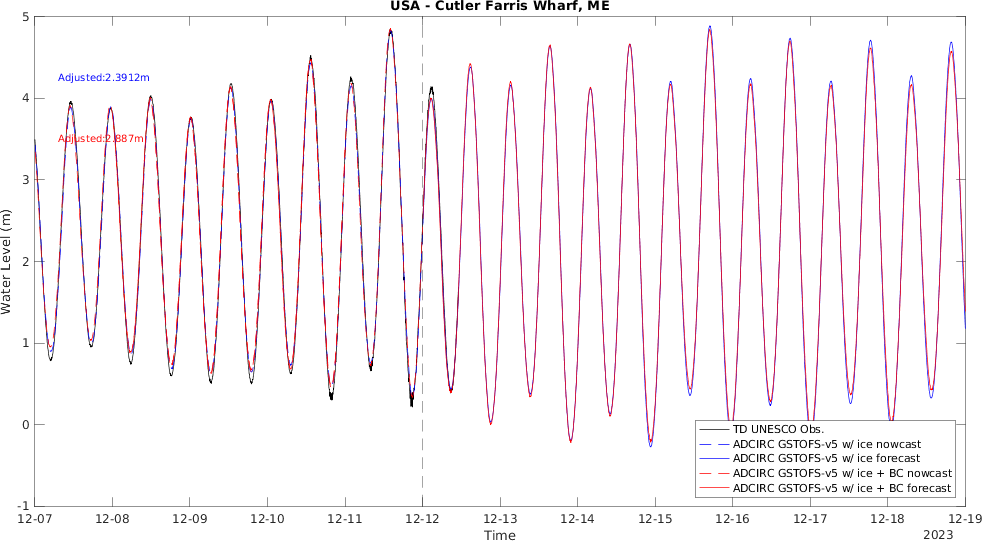 USA - Cutler Farris Wharf, ME
5
4
3
2
1
0
-1
Water Level (m)
Adjusted:2.3912m
Adjusted:2.887m
TD UNESCO Obs.
ADCIRC GSTOFS-v5 w/ ice nowcast
ADCIRC GSTOFS-v5 w/ ice forecast
ADCIRC GSTOFS-v5 w/ ice + BC nowcast
ADCIRC GSTOFS-v5 w/ ice + BC forecast
12-07 12-08 12-09 12-10 12-11 12-12 12-13 12-14 12-15 12-16 12-17 12-18 12-19
Time
2023